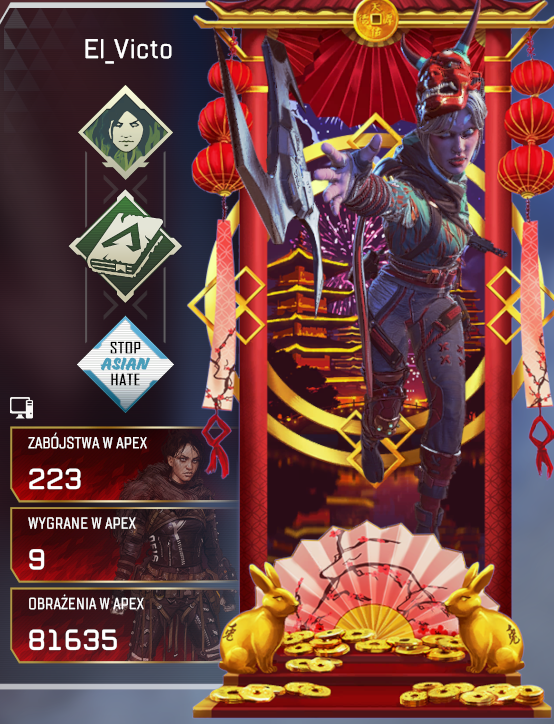 El_Victo
STOP
ASIAN
HATE
ZABÓJSTWA W APEX
223
WYGRANE W APEX
9
OBRAŻENIA W APEX
81635